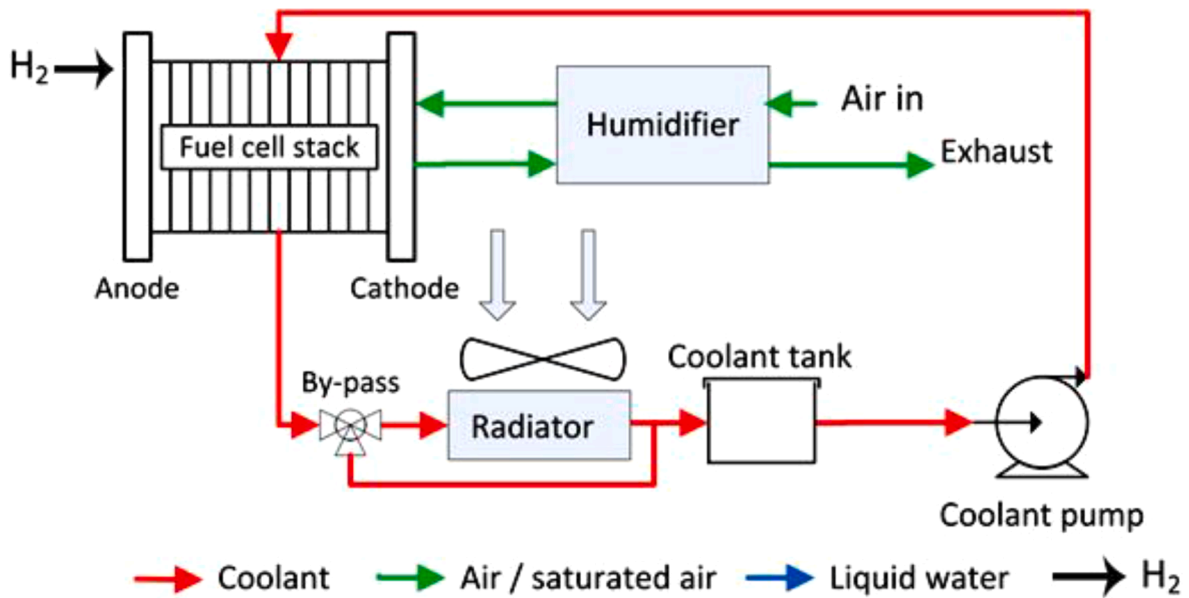 H₂
Air in
Humidifier
Fuel cell stack
Exhaust
Anode
Cathode
Coolant tank
By-pass
Radiator
Coolant pump
Coolant
Air / saturated air
Liquid water
H₂